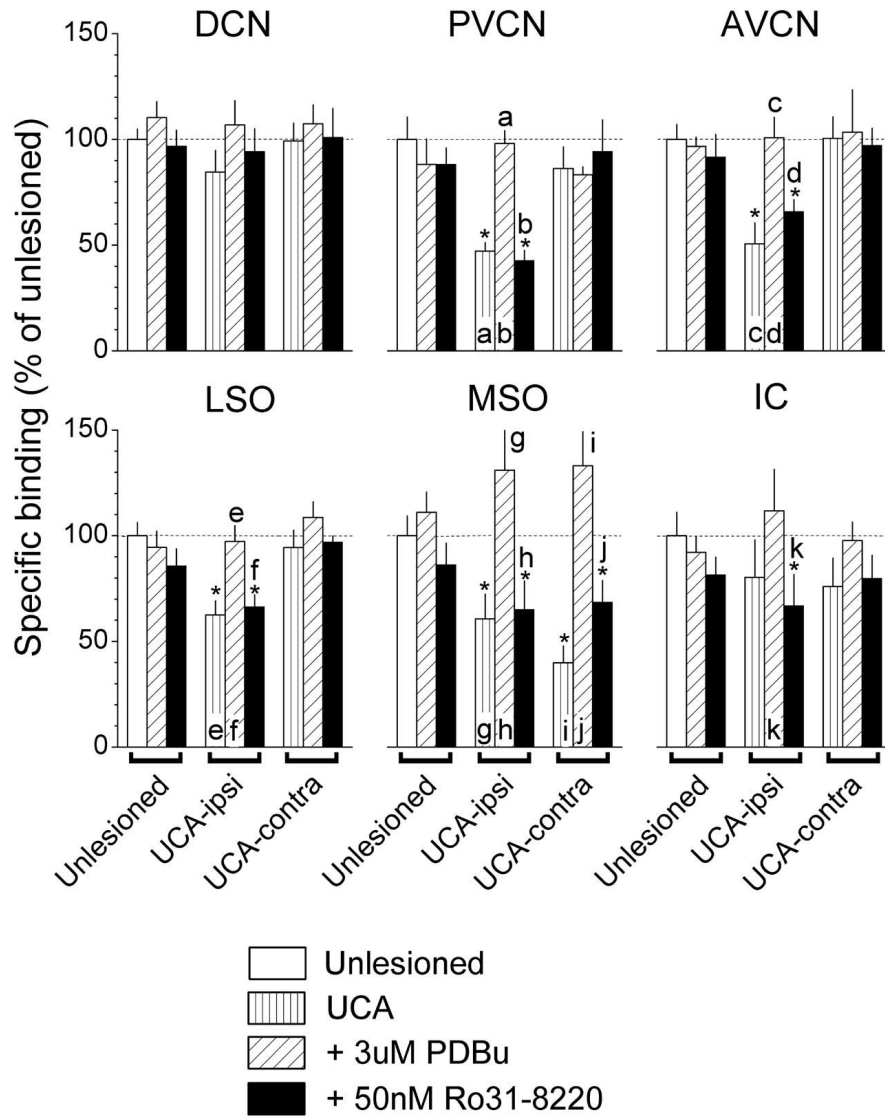 DCN PVCN AVCN
150
100
50
0
Specific binding (% of unlesioned)
a
* b
*
a b
c
* d
*
c d
LSO MSO IC
150
100
50
0
e
* f
*
e f
g i
* h
*
* j
*
g h i j
k
*
k
Unlesioned UCA-ipsi UCA-contra Unlesioned UCA-ipsi UCA-contra Unlesioned UCA-ipsi UCA-contra
Unlesioned
UCA
+ 3uM PDBu
+ 50nM Ro31-8220